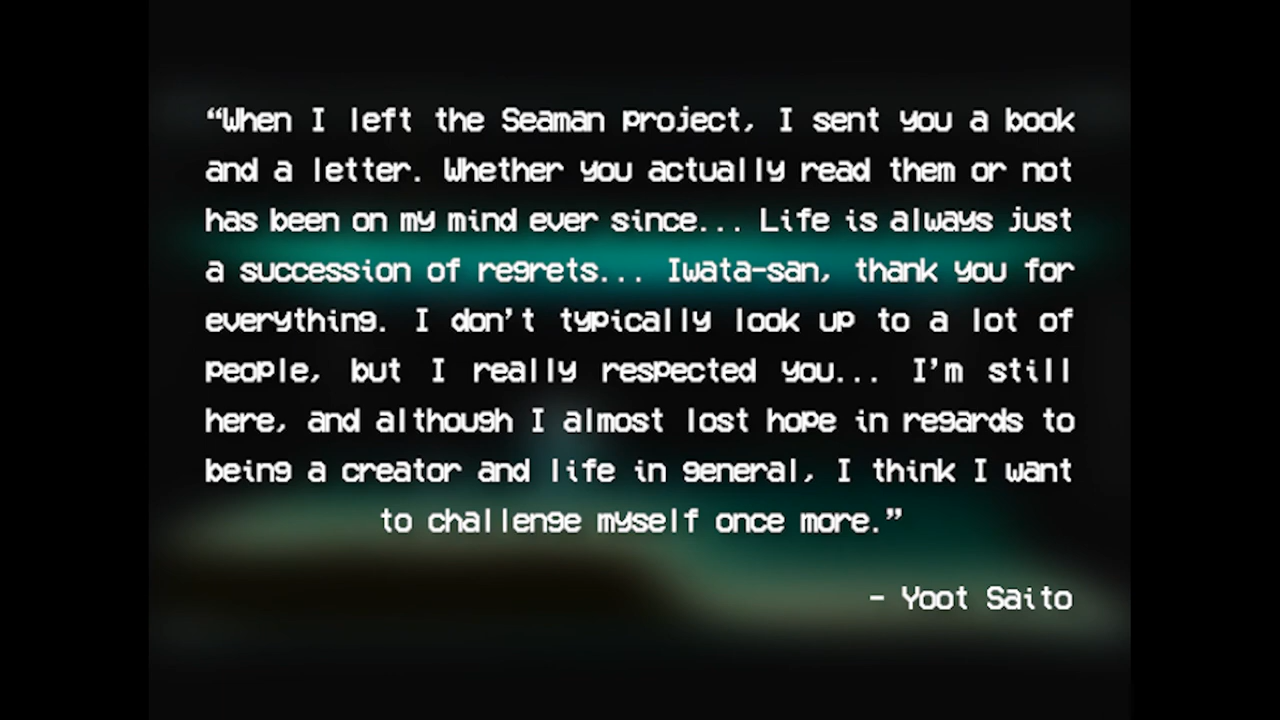 “When I left the Seaman project, I sent you a book
and a letter. Whether you actually read them or not
has been on my mind ever since... Life is always just
a succession of regrets... Iwata-san, thank you for
everything. I don’t typically look up to a lot of
people, but I really respected you... I’m still
here, and although I almost lost hope in regards to
being a creator and life in general, I think I want
to challenge myself once more.”
- Yoot Saito